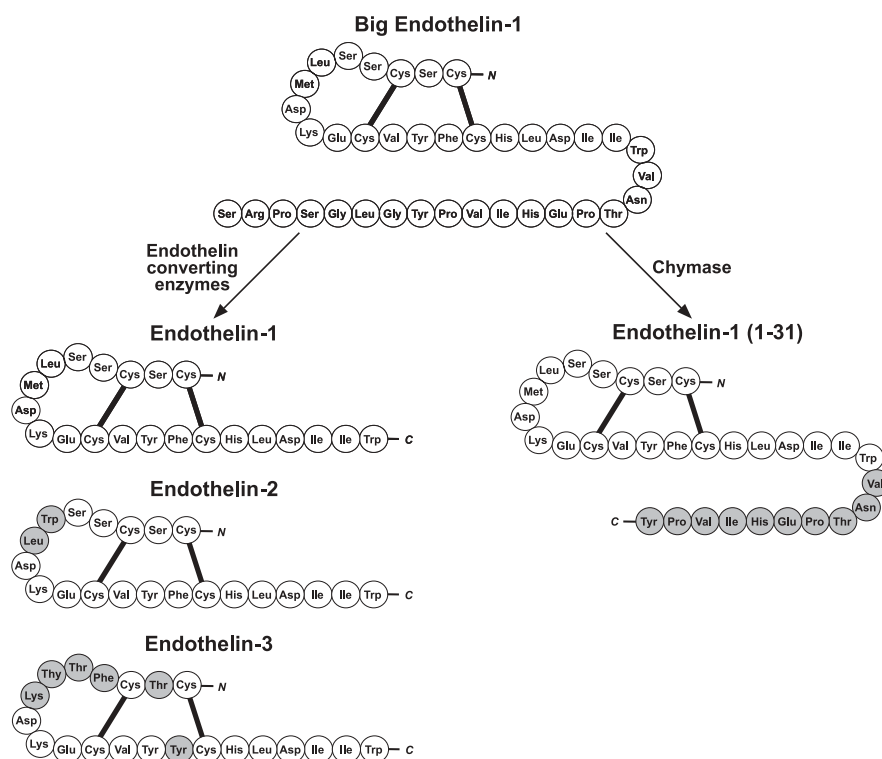 Big Endothelin-1
Leu Ser Ser Cys Ser Cys N
Met
Asp
Lys Glu Cys Val Tyr Phe Cys His Leu Asp Ile Ile Trp
Val
Asn
Ser Arg Pro Ser Gly Leu Gly Tyr Pro Val Ile His Glu Pro Thr
Endothelin
converting
enzymes
Chymase
Endothelin-1
Leu Ser Ser Cys Ser Cys N
Met
Asp
Lys Glu Cys Val Tyr Phe Cys His Leu Asp Ile Ile Trp C
Endothelin-1 (1-31)
Leu Ser Ser Cys Ser Cys N
Met
Asp
Lys Glu Cys Val Tyr Phe Cys His Leu Asp Ile Ile Trp
Val
Asn
C Tyr Pro Val Ile His Glu Pro Thr
Endothelin-2
Trp Ser Ser Cys Ser Cys N
Leu
Asp
Lys Glu Cys Val Tyr Phe Cys His Leu Asp Ile Ile Trp C
Endothelin-3
Thy Thr Phe Cys Thr Cys N
Lys
Asp
Lys Glu Cys Val Tyr Tyr Cys His Leu Asp Ile Ile Trp C